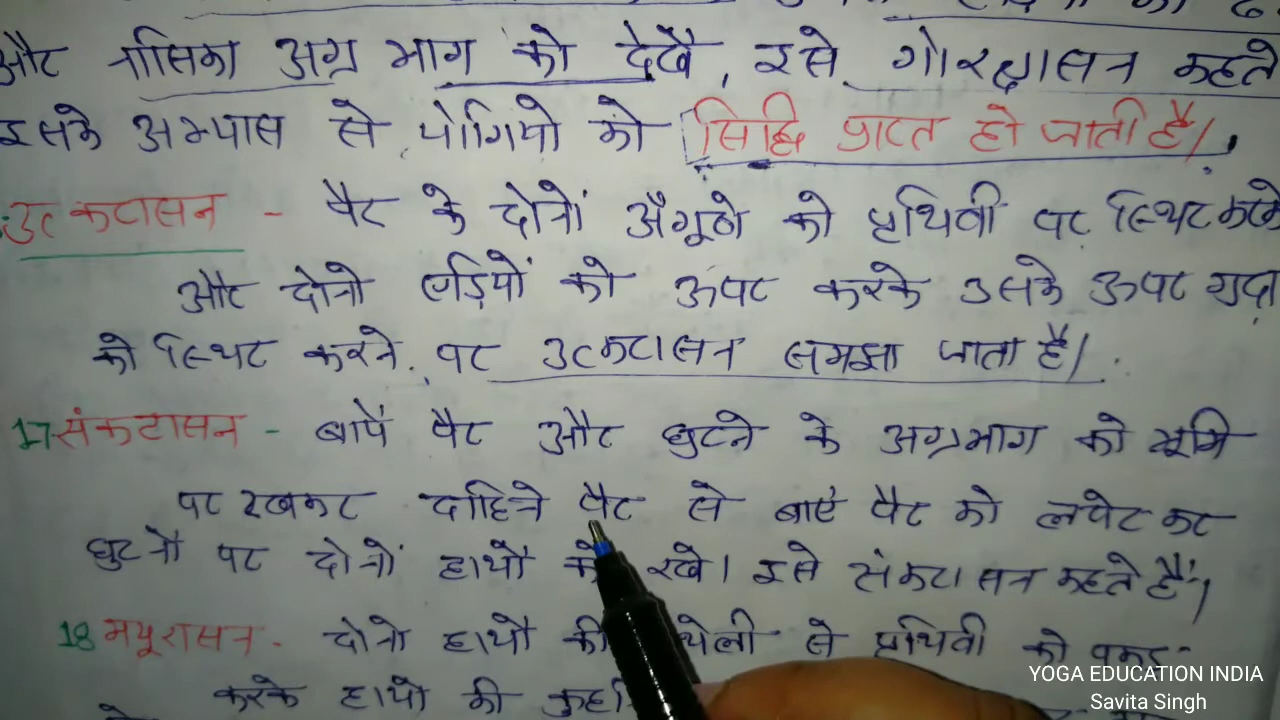 और नासिका अग्र भाग को देखें, इसे गोरक्षासन कहते
इसके अभ्यास से योगियो को सिद्धि प्राप्त हो जाती है।
उत्कटासन - पैर के दोनों अँगूठो को पृथिवी पर स्थिर करके
और दोनो एड़ियों को ऊपर करके उसके ऊपर गुदा
को स्थिर करने पर उत्कटासन समझा जाता है।
17 संकटासन - बायें पैर और घुटने के अग्रभाग को भूमि
पर रखकर दाहिने पैर से बाएं पैर को लपेट कर
घुटनौ पर दोनों हाथौ को रखे। इसे संकटासन कहते हैं।
18 मयूरासन - दोनो हाथौ की थेली से पृथिवी को पकड़-
करके हाथो की कुहनि
YOGA EDUCATION INDIA
Savita Singh